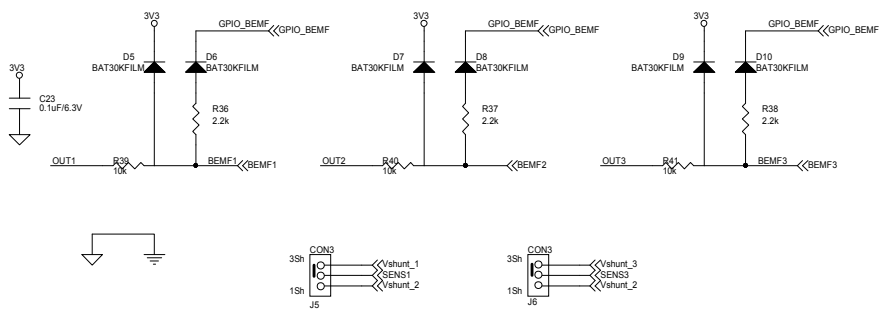 3V3
GPIO_BEMF
GPIO_BEMF
D5
BAT30KFILM
D6
BAT30KFILM
R36
2.2k
OUT1
R39
10k
BEMF1
BEMF1
3V3
C23
0.1uF/6.3V
3V3
GPIO_BEMF
GPIO_BEMF
D7
BAT30KFILM
D8
BAT30KFILM
R37
2.2k
OUT2
R40
10k
BEMF2
3V3
GPIO_BEMF
GPIO_BEMF
D9
BAT30KFILM
D10
BAT30KFILM
R38
2.2k
OUT3
R41
10k
BEMF3
BEMF3
CON3
3Sh
1Sh
J5
Vshunt_1
SENS1
Vshunt_2
CON3
3Sh
1Sh
J6
Vshunt_3
SENS3
Vshunt_2